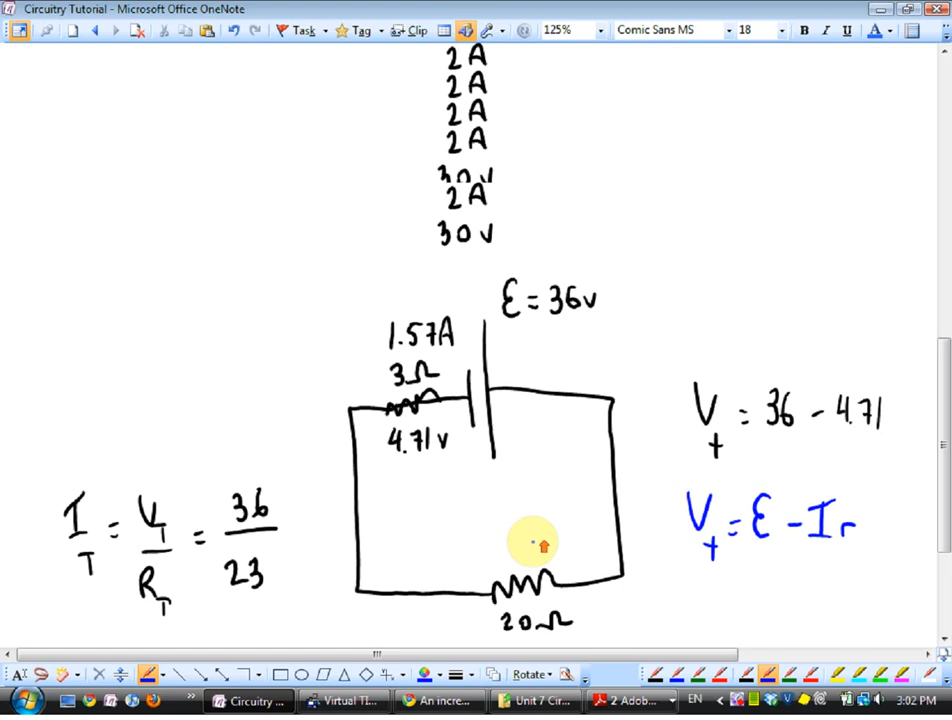 Circuitry Tutorial - Microsoft Office OneNote
Task
Tag
Clip
125%
Comic Sans MS
18
B I U A
2A
2A
2A
2A
30V
2A
30V
Ɛ = 36v
1.57A
3Ω
4.71v
V_t = 36 - 4.71
V_t = Ɛ - Ir
I_T = V_T / R_T = 36 / 23
20Ω
Rotate
Circuitry ...
Virtual TI...
An incre...
Unit 7 Cir...
2 Adob...
EN
3:02 PM